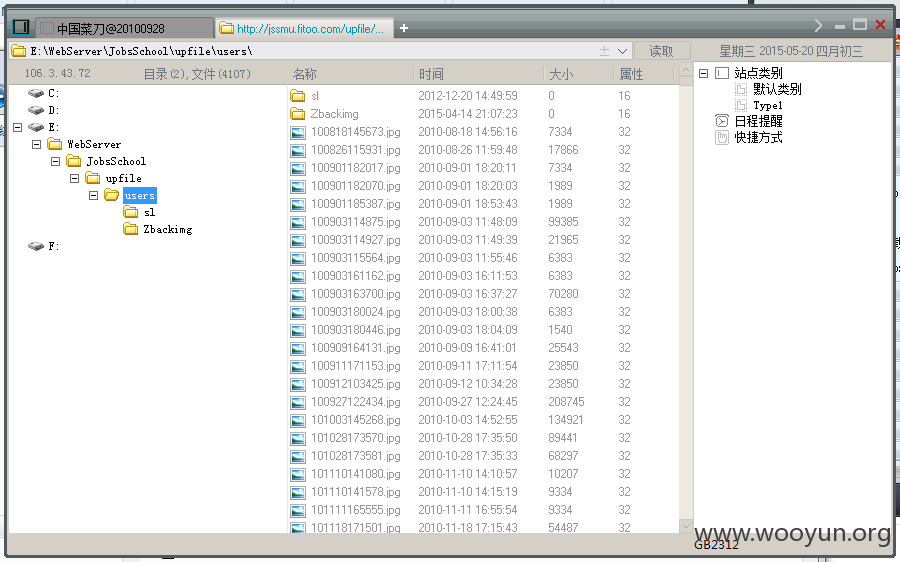 中国菜刀@20100928
http://jssmu.fitoo.com/upfile/...
E:\WebServer\JobsSchool\upfile\users\
读取
星期三 2015-05-20 四月初三
106.3.43.72 目录(2),文件(4107)
名称 时间 大小 属性
C:
D:
E:
WebServer
JobsSchool
upfile
users
sl
Zbackimg
F:
sl 2012-12-20 14:49:59 0 16
Zbackimg 2015-04-14 21:07:23 0 16
100818145673.jpg 2010-08-18 14:56:16 7334 32
100826115931.jpg 2010-08-26 11:59:48 17866 32
100901182017.jpg 2010-09-01 18:20:11 7334 32
100901182070.jpg 2010-09-01 18:20:03 1989 32
100901185387.jpg 2010-09-01 18:53:43 1989 32
100903114875.jpg 2010-09-03 11:48:09 99385 32
100903114927.jpg 2010-09-03 11:49:39 21965 32
100903115564.jpg 2010-09-03 11:55:46 6383 32
100903161162.jpg 2010-09-03 16:11:53 6383 32
100903163700.jpg 2010-09-03 16:37:27 70280 32
100903180024.jpg 2010-09-03 18:00:38 6383 32
100903180446.jpg 2010-09-03 18:04:09 1540 32
100909164131.jpg 2010-09-09 16:41:01 25543 32
100911171153.jpg 2010-09-11 17:11:54 23850 32
100912103425.jpg 2010-09-12 10:34:28 23850 32
100927122434.jpg 2010-09-27 12:24:45 208745 32
101003145268.jpg 2010-10-03 14:52:55 134921 32
101028173570.jpg 2010-10-28 17:35:50 89441 32
101028173581.jpg 2010-10-28 17:35:33 68297 32
101110141080.jpg 2010-11-10 14:10:57 10207 32
101110141578.jpg 2010-11-10 14:15:19 9334 32
101111165555.jpg 2010-11-11 16:55:54 9334 32
101118171501.jpg 2010-11-18 17:15:43 54487 32
站点类别
默认类别
Type1
日程提醒
快捷方式
www.wooyun.org
GB2312